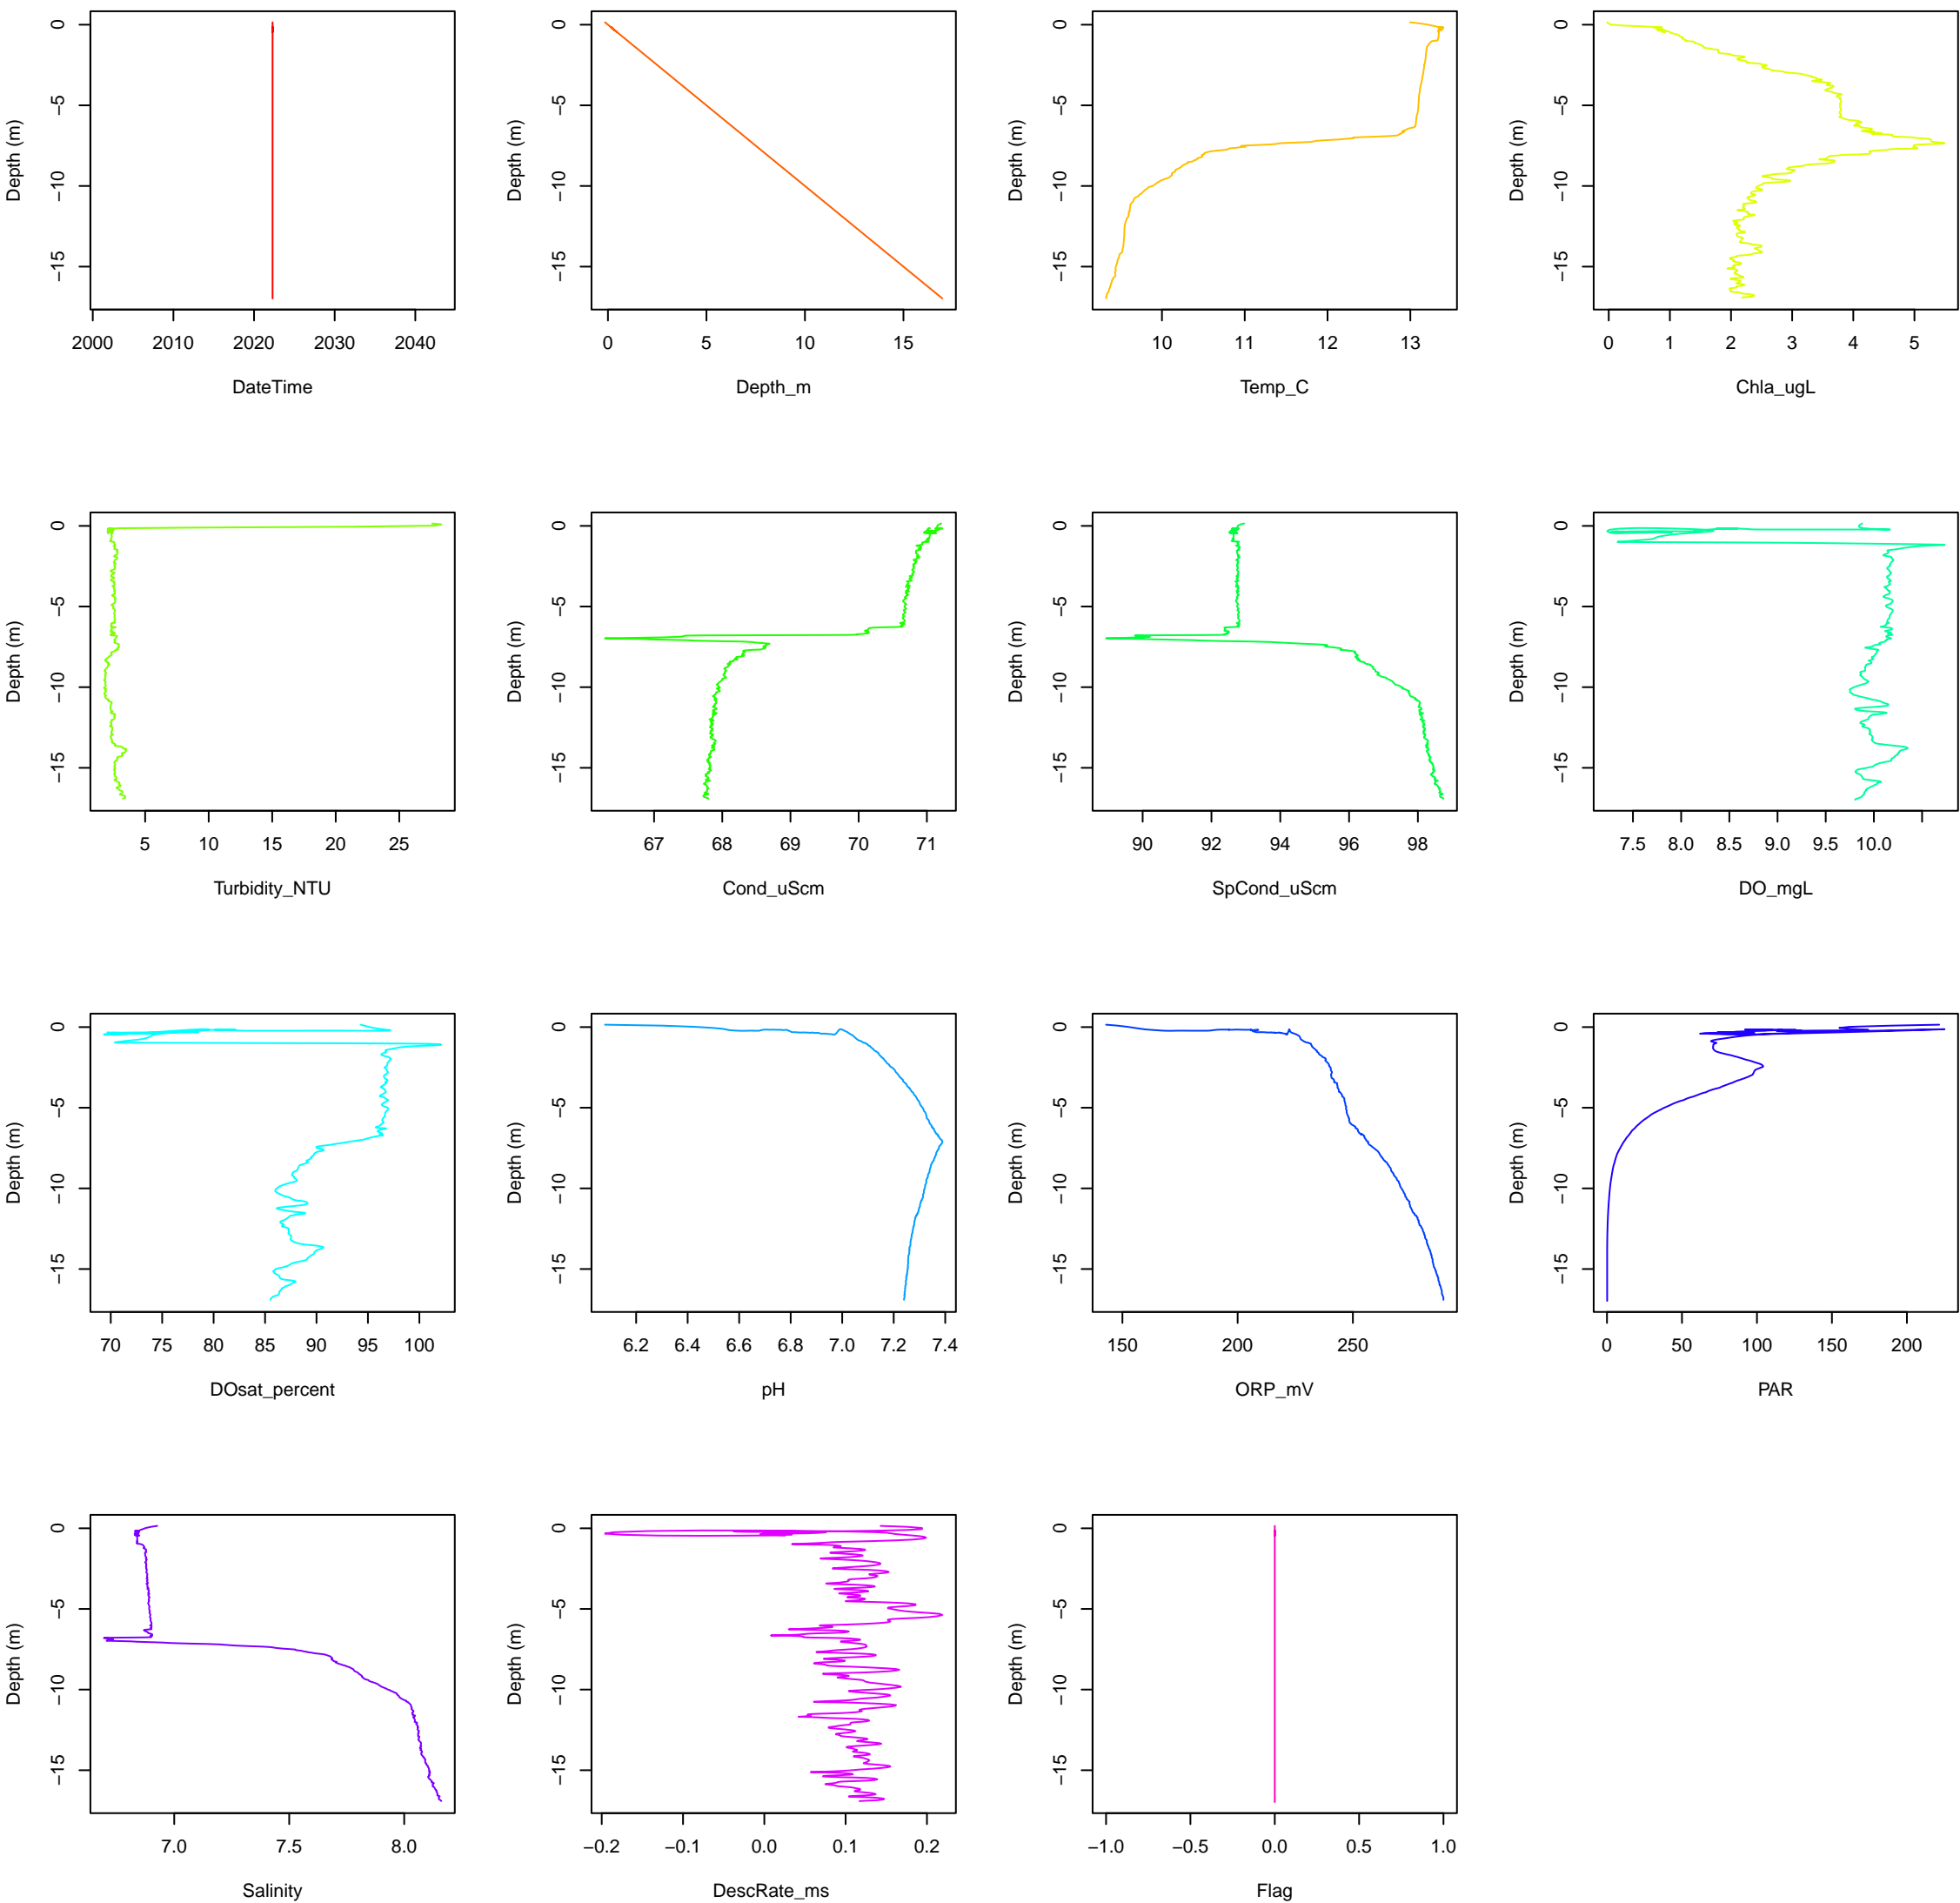 0 0 0 0
−5 −5 −5 −5
Depth (m) Depth (m) Depth (m) Depth (m)
−10 −10 −10 −10
−15 −15 −15 −15
2000 2010 2020 2030 2040 0 5 10 15 10 11 12 13 0 1 2 3 4 5
DateTime Depth_m Temp_C Chla_ugL
0 0 0 0
−5 −5 −5 −5
Depth (m) Depth (m) Depth (m) Depth (m)
−10 −10 −10 −10
−15 −15 −15 −15
5 10 15 20 25 67 68 69 70 71 90 92 94 96 98 7.5 8.0 8.5 9.0 9.5 10.0
Turbidity_NTU Cond_uScm SpCond_uScm DO_mgL
0 0 0 0
−5 −5 −5 −5
Depth (m) Depth (m) Depth (m) Depth (m)
−10 −10 −10 −10
−15 −15 −15 −15
70 75 80 85 90 95 100 6.2 6.4 6.6 6.8 7.0 7.2 7.4 150 200 250 0 50 100 150 200
DOsat_percent pH ORP_mV PAR
0 0 0
−5 −5 −5
Depth (m) Depth (m) Depth (m)
−10 −10 −10
−15 −15 −15
7.0 7.5 8.0 −0.2 −0.1 0.0 0.1 0.2 −1.0 −0.5 0.0 0.5 1.0
Salinity DescRate_ms Flag